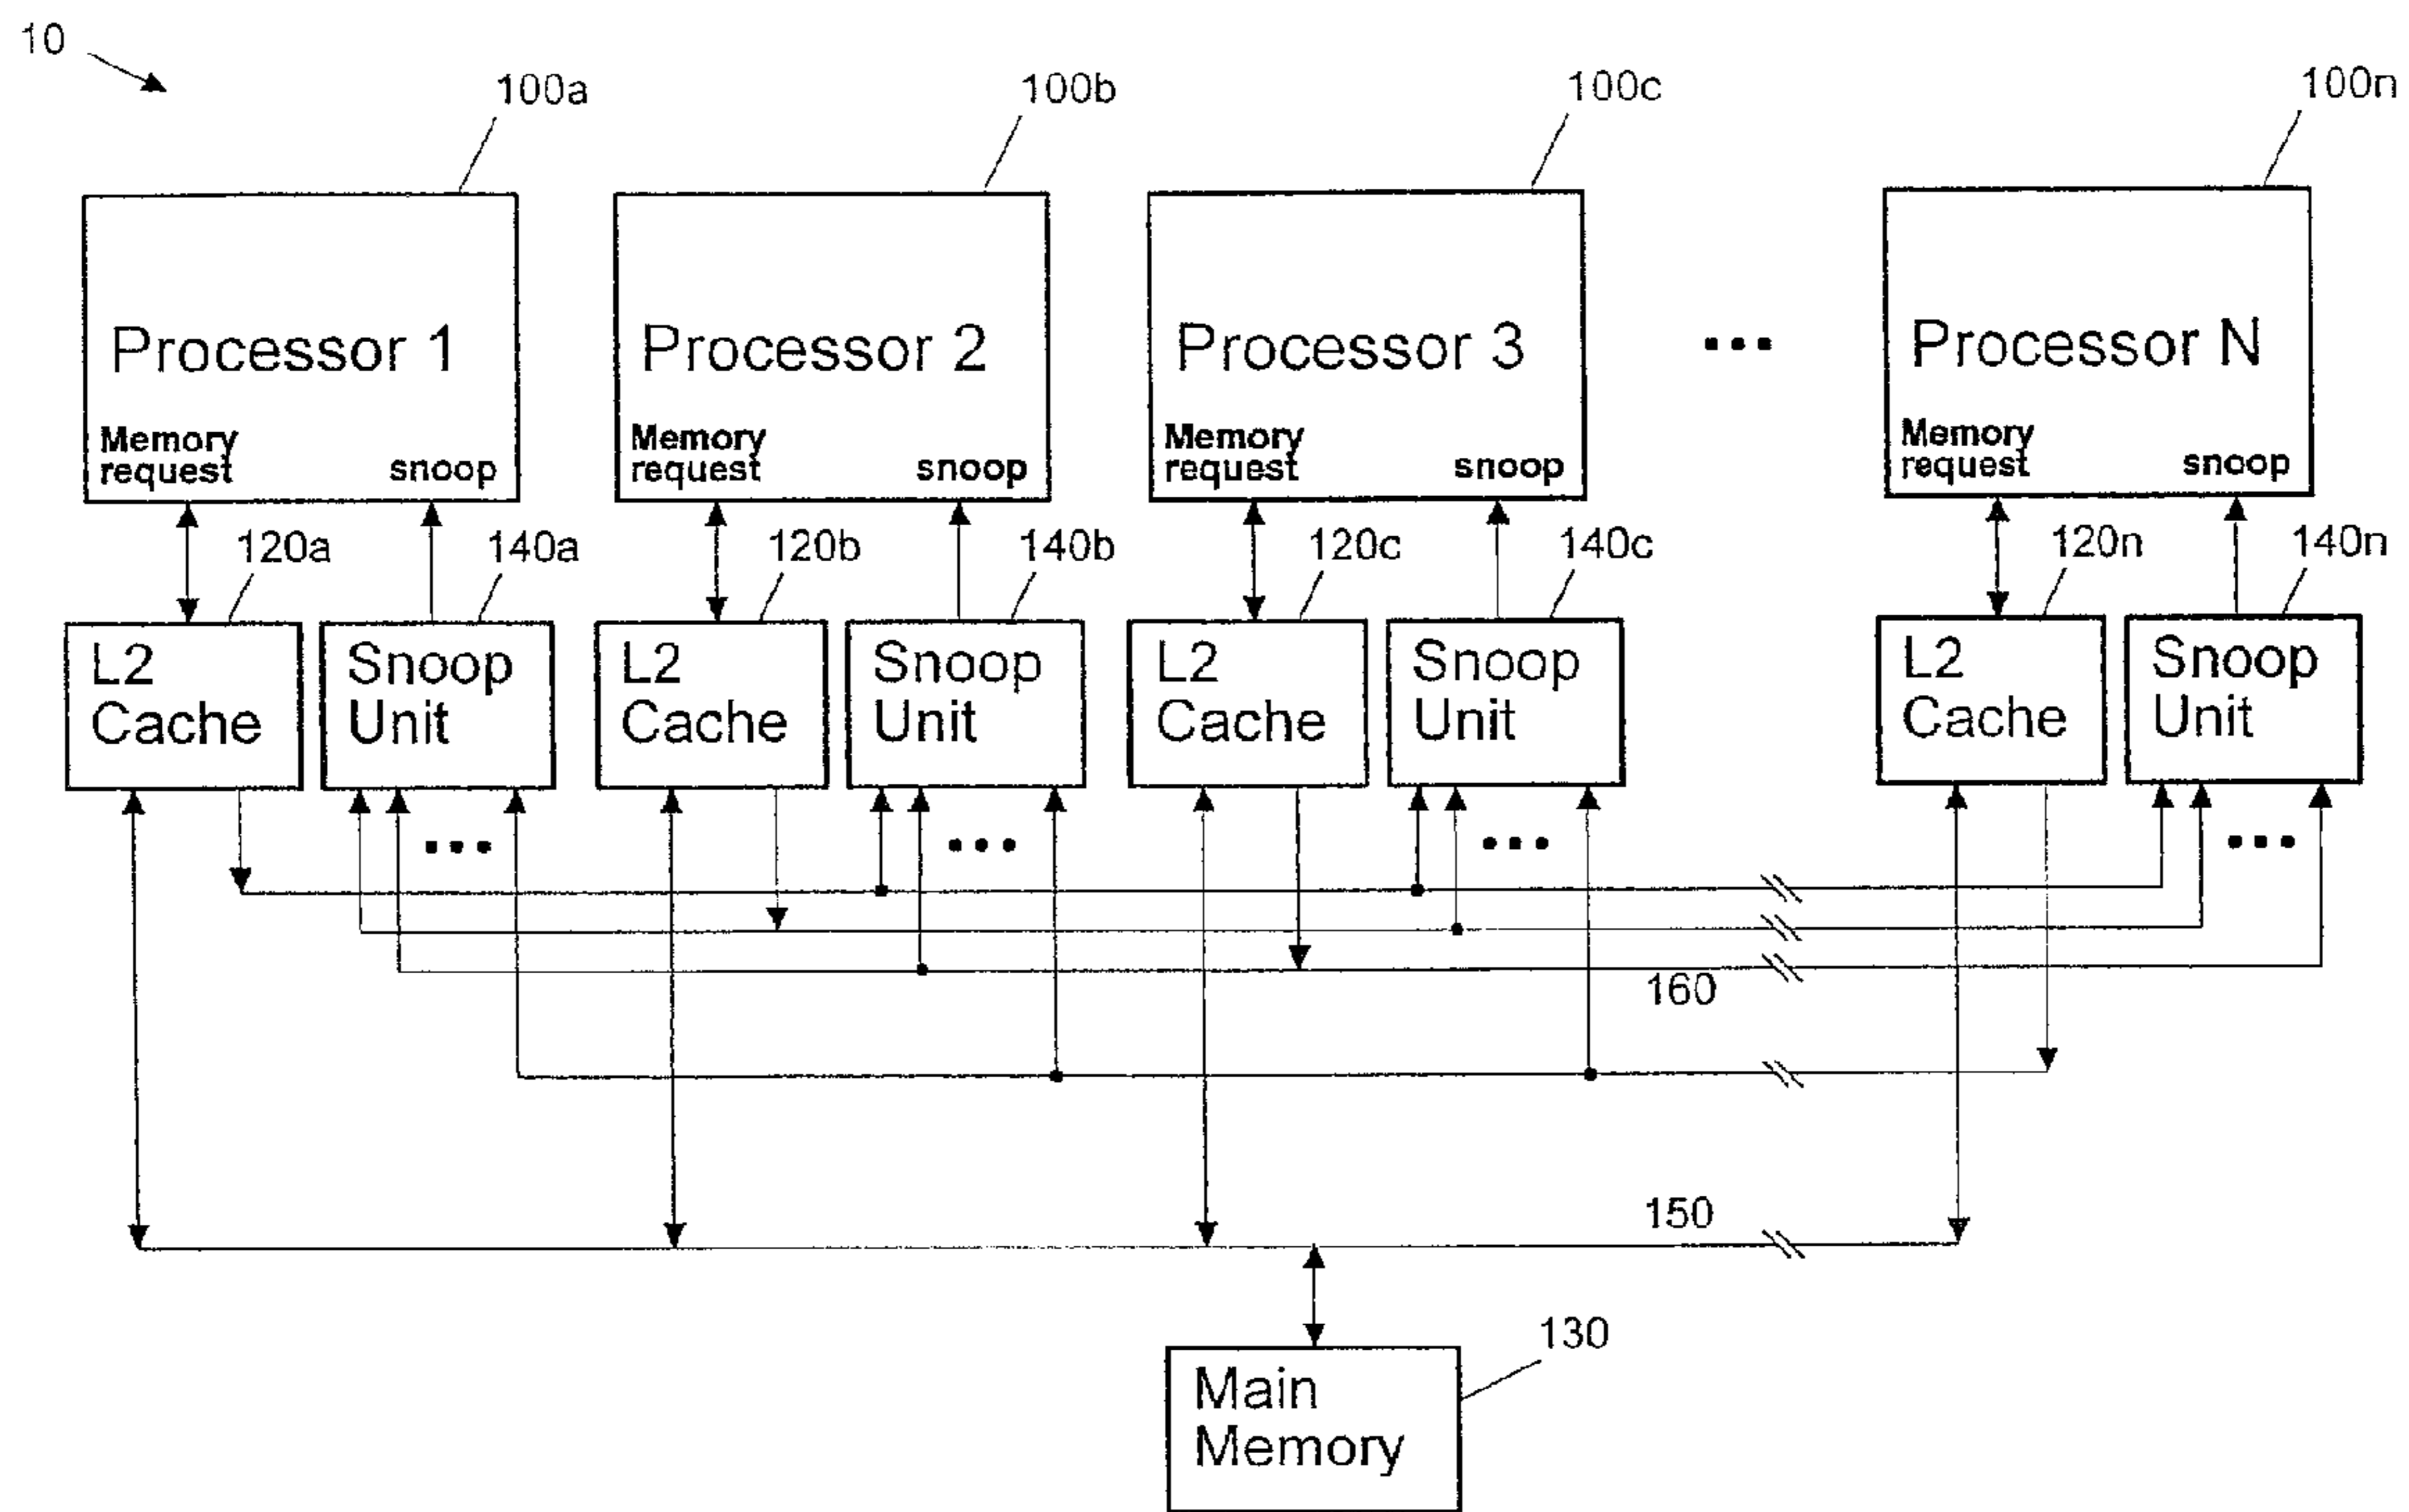 10
100a
100b
100c
100n
Processor 1
Processor 2
Processor 3
...
Processor N
Memory
request
snoop
Memory
request
snoop
Memory
request
snoop
Memory
request
snoop
120a
140a
120b
140b
120c
140c
120n
140n
L2
Cache
Snoop
Unit
L2
Cache
Snoop
Unit
L2
Cache
Snoop
Unit
L2
Cache
Snoop
Unit
...
...
...
...
160
150
130
Main
Memory